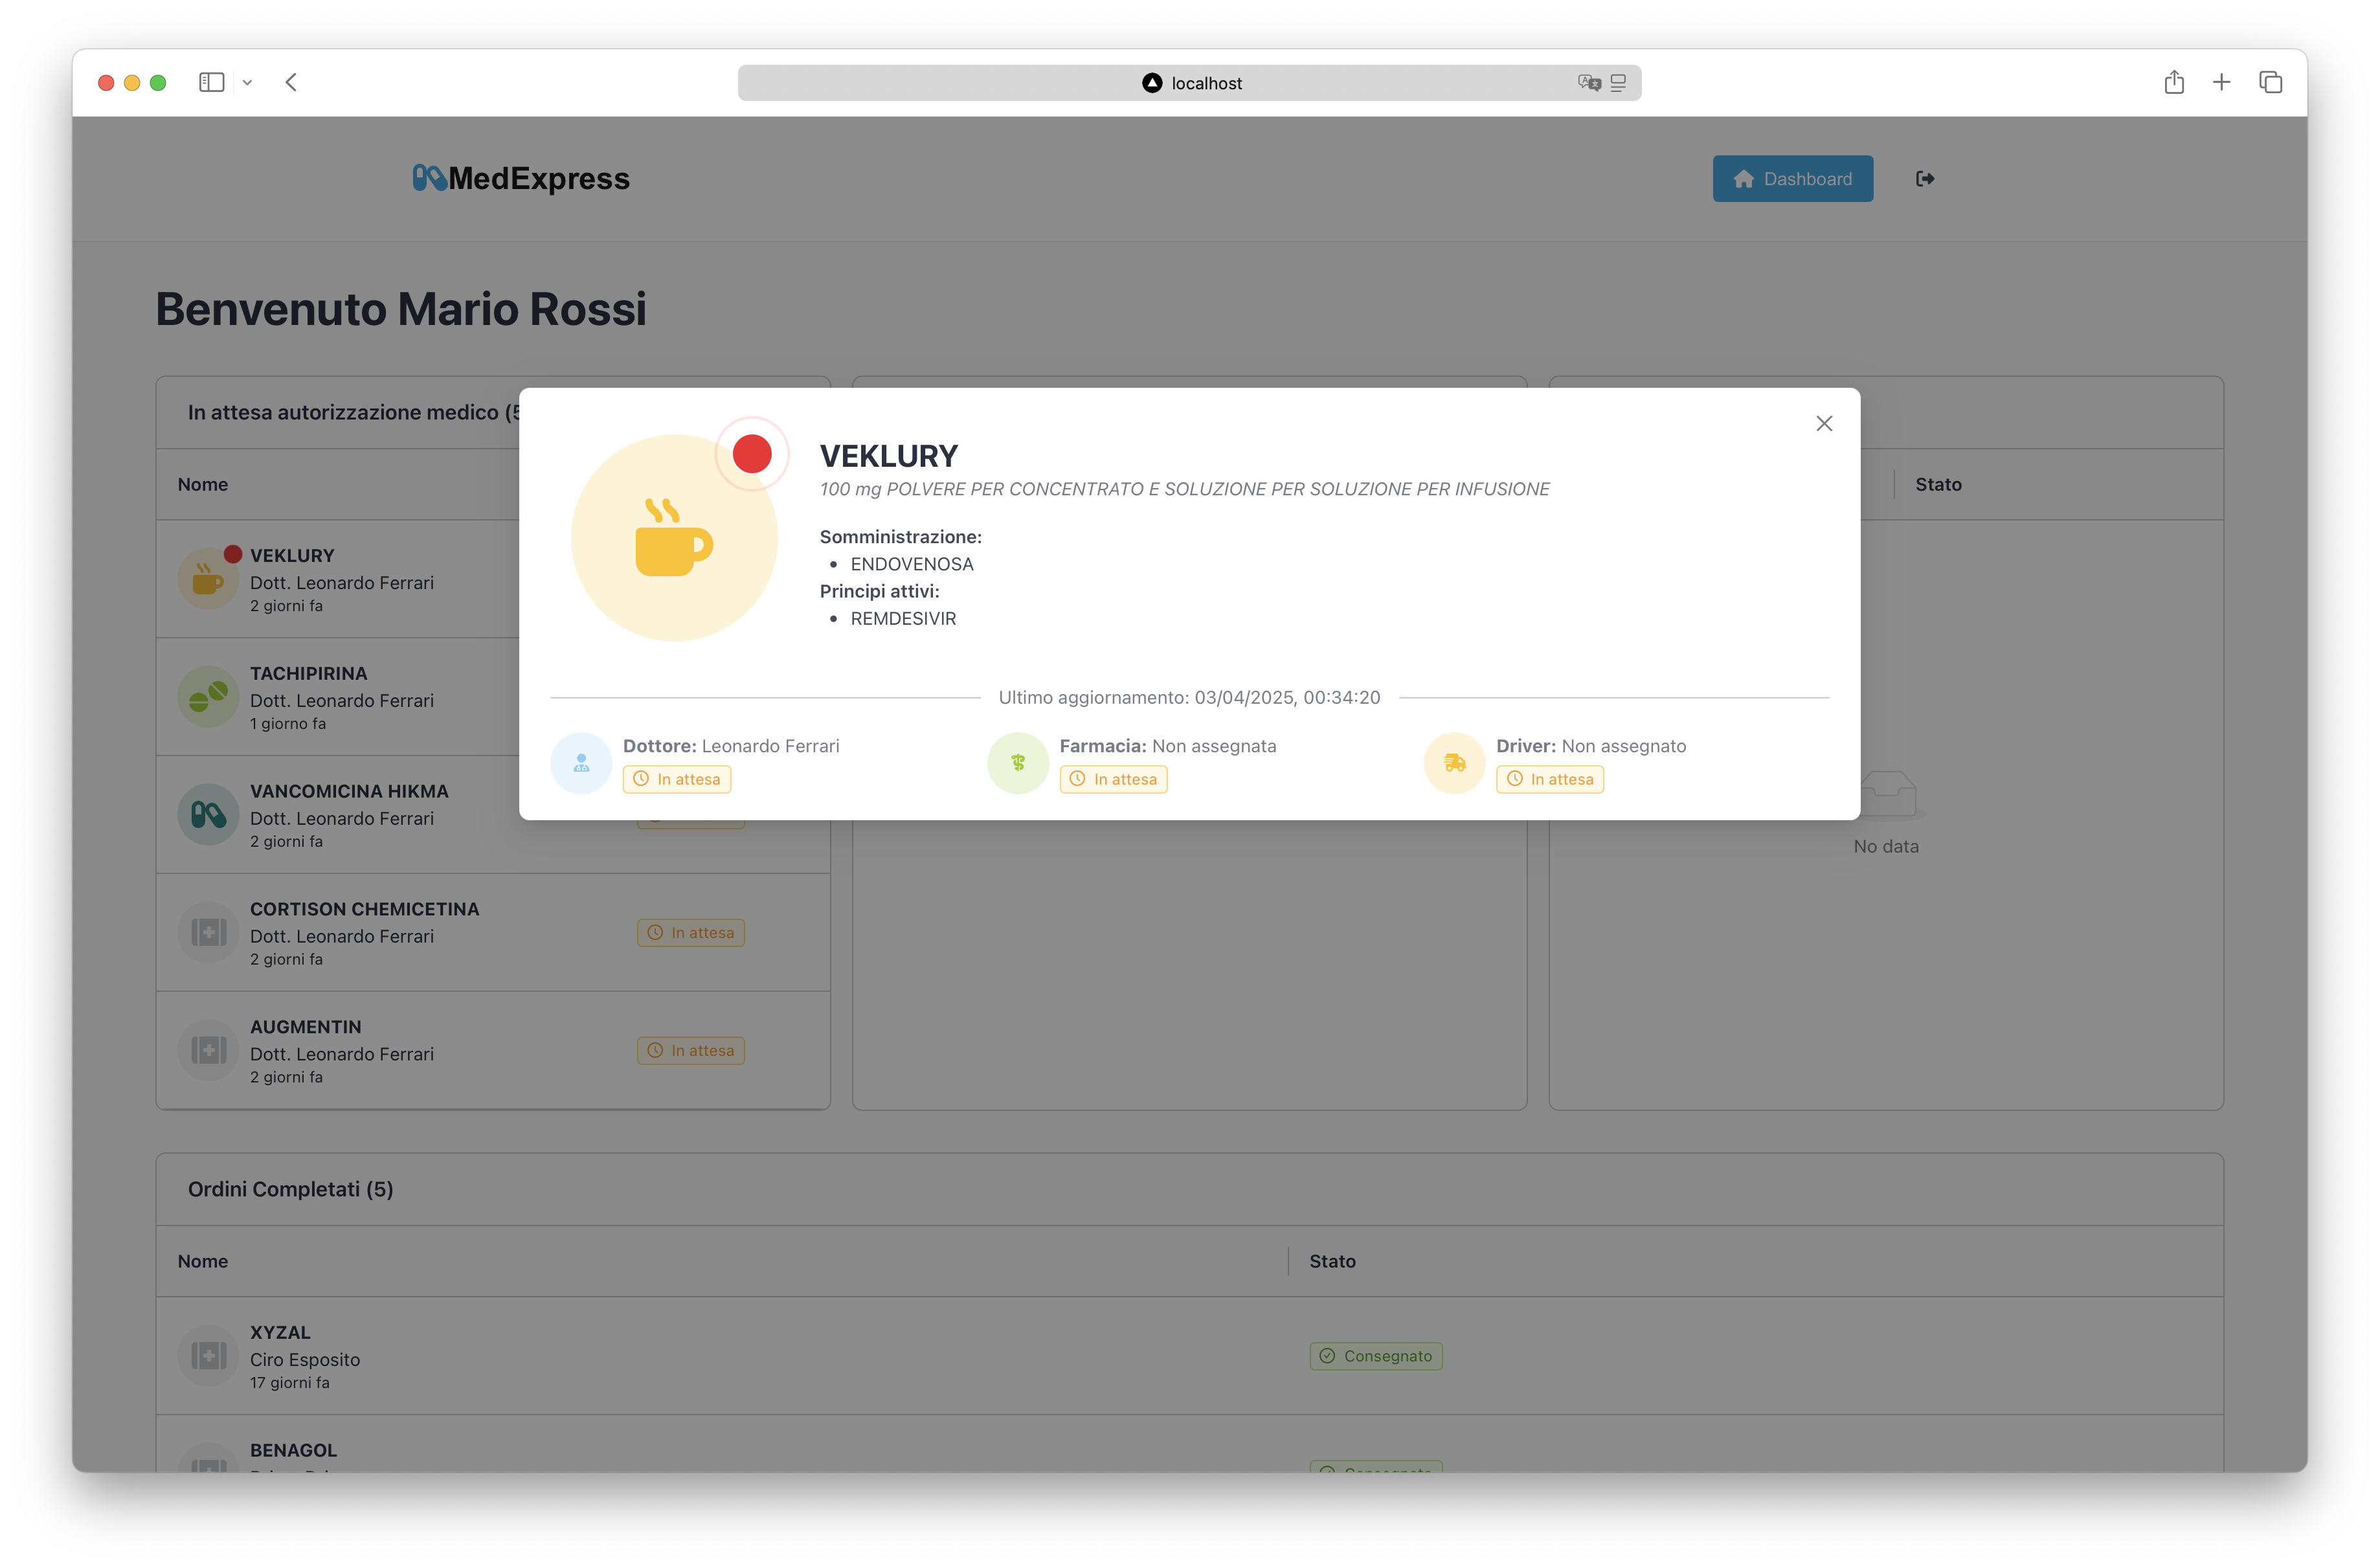 localhost
MedExpress
Dashboard
Benvenuto Mario Rossi
In attesa autorizzazione medico (5
Nome
Stato
VEKLURY
Dott. Leonardo Ferrari
2 giorni fa
TACHIPIRINA
Dott. Leonardo Ferrari
1 giorno fa
VANCOMICINA HIKMA
Dott. Leonardo Ferrari
2 giorni fa
CORTISON CHEMICETINA
Dott. Leonardo Ferrari
2 giorni fa
In attesa
AUGMENTIN
Dott. Leonardo Ferrari
2 giorni fa
In attesa
No data
VEKLURY
100 mg POLVERE PER CONCENTRATO E SOLUZIONE PER SOLUZIONE PER INFUSIONE
Somministrazione:
• ENDOVENOSA
Principi attivi:
• REMDESIVIR
Ultimo aggiornamento: 03/04/2025, 00:34:20
Dottore: Leonardo Ferrari
In attesa
Farmacia: Non assegnata
In attesa
Driver: Non assegnato
In attesa
Ordini Completati (5)
Nome
Stato
XYZAL
Ciro Esposito
17 giorni fa
Consegnato
BENAGOL